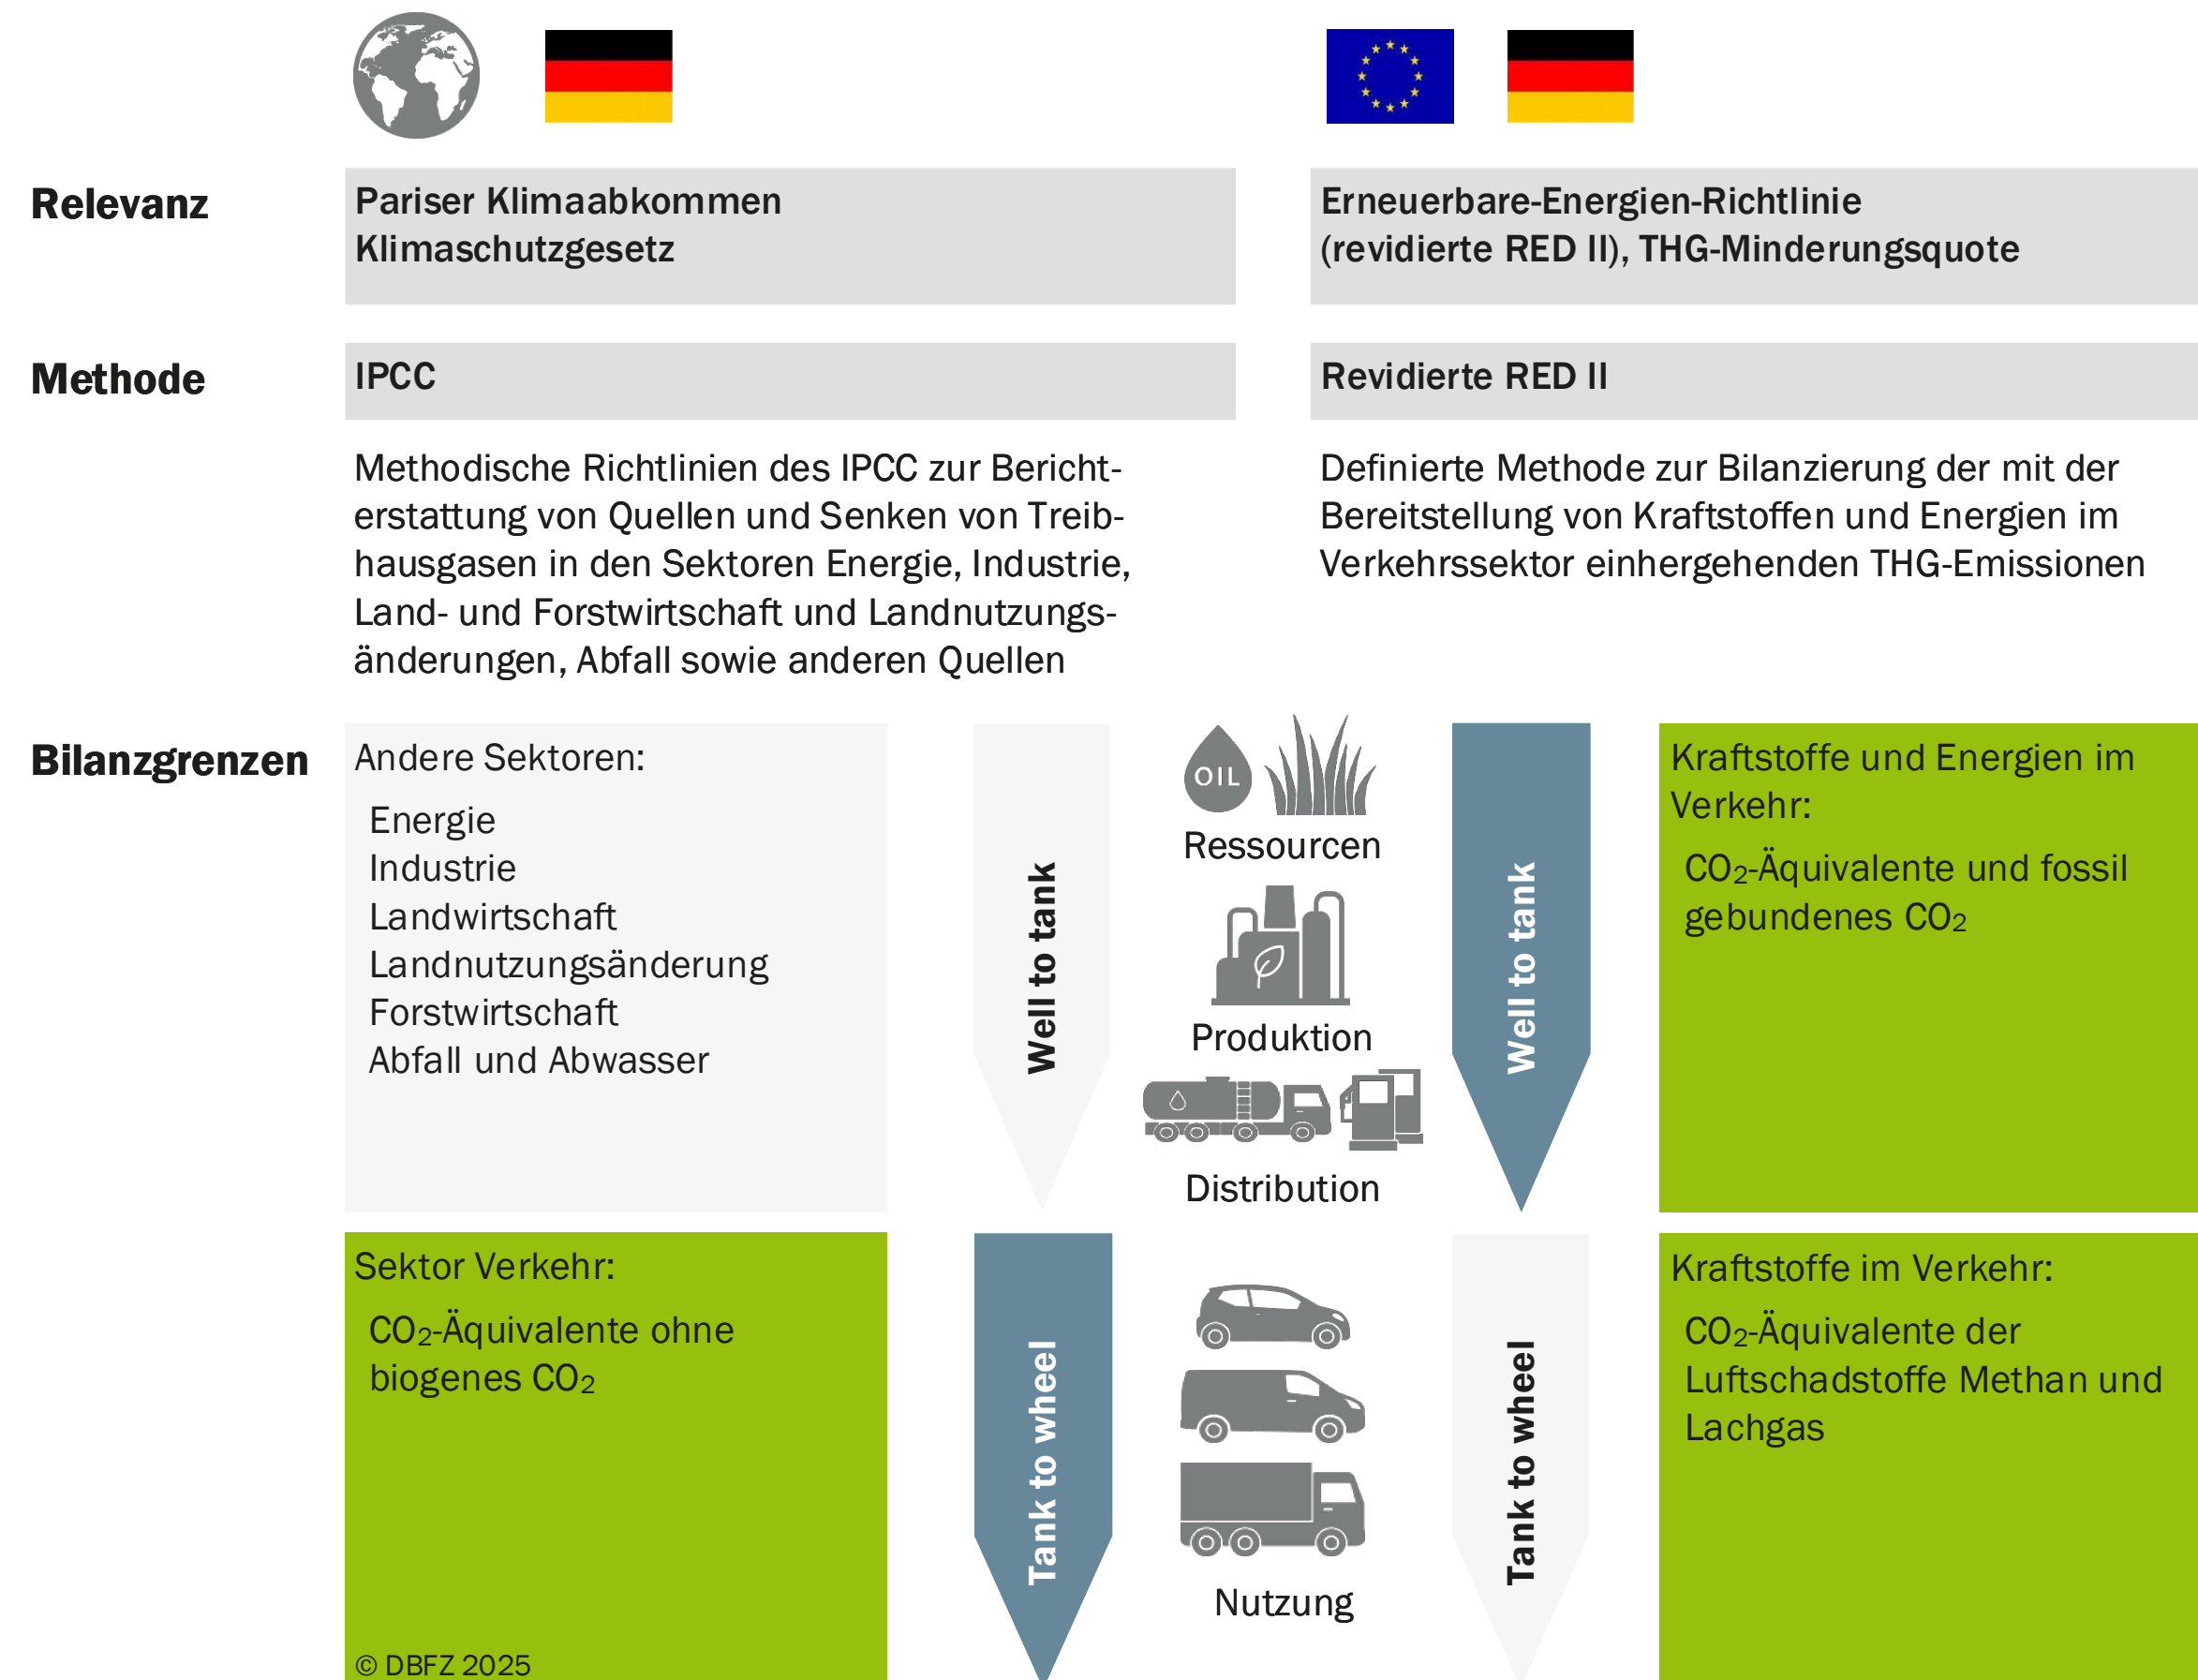 Relevanz
Pariser Klimaabkommen
Klimaschutzgesetz
Erneuerbare-Energien-Richtlinie
(revidierte RED II), THG-Minderungsquote
Methode
IPCC
Revidierte RED II
Methodische Richtlinien des IPCC zur Bericht-
erstattung von Quellen und Senken von Treib-
hausgasen in den Sektoren Energie, Industrie,
Land- und Forstwirtschaft und Landnutzungs-
änderungen, Abfall sowie anderen Quellen
Definierte Methode zur Bilanzierung der mit der
Bereitstellung von Kraftstoffen und Energien im
Verkehrssektor einhergehenden THG-Emissionen
Bilanzgrenzen
Andere Sektoren:
Energie
Industrie
Landwirtschaft
Landnutzungsänderung
Forstwirtschaft
Abfall und Abwasser
Well to tank
OIL
Ressourcen
Produktion
Distribution
Well to tank
Kraftstoffe und Energien im
Verkehr:
CO₂-Äquivalente und fossil
gebundenes CO₂
Sektor Verkehr:
CO₂-Äquivalente ohne
biogenes CO₂
© DBFZ 2025
Tank to wheel
Nutzung
Tank to wheel
Kraftstoffe im Verkehr:
CO₂-Äquivalente der
Luftschadstoffe Methan und
Lachgas